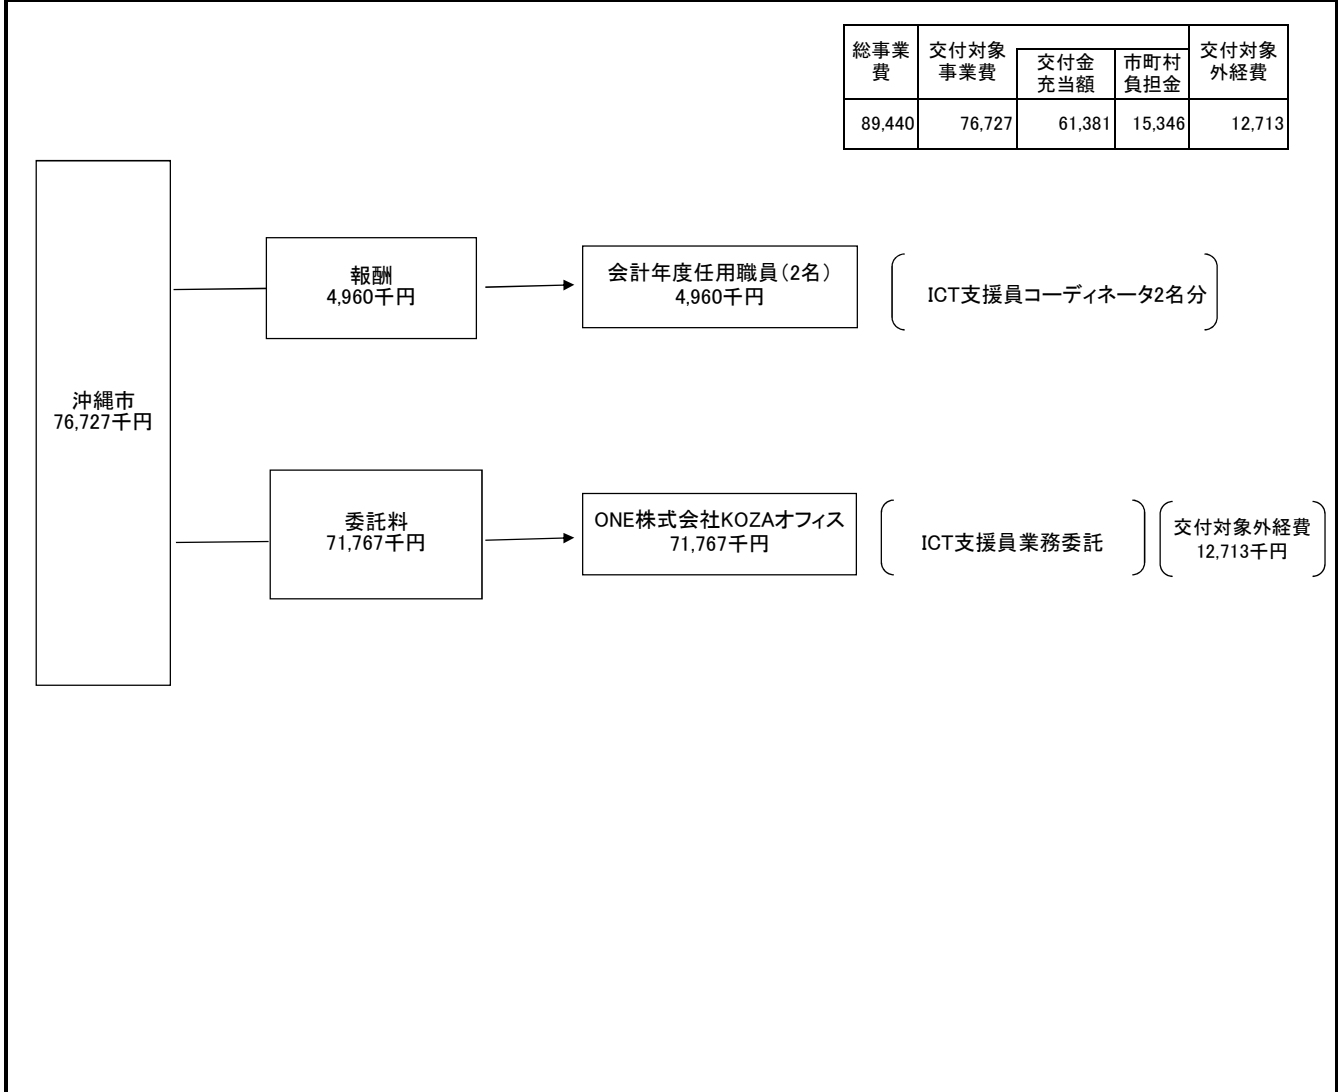 総事業
費
交付対象
事業費
交付金
充当額
市町村
負担金
交付対象
外経費
89,440
76,727
61,381
15,346
12,713
報酬
4,960千円
会計年度任用職員(2名)
4,960千円
ICT支援員コーディネータ2名分
沖縄市
76,727千円
委託料
71,767千円
ONE株式会社KOZAオフィス
71,767千円
ICT支援員業務委託
交付対象外経費
12,713千円